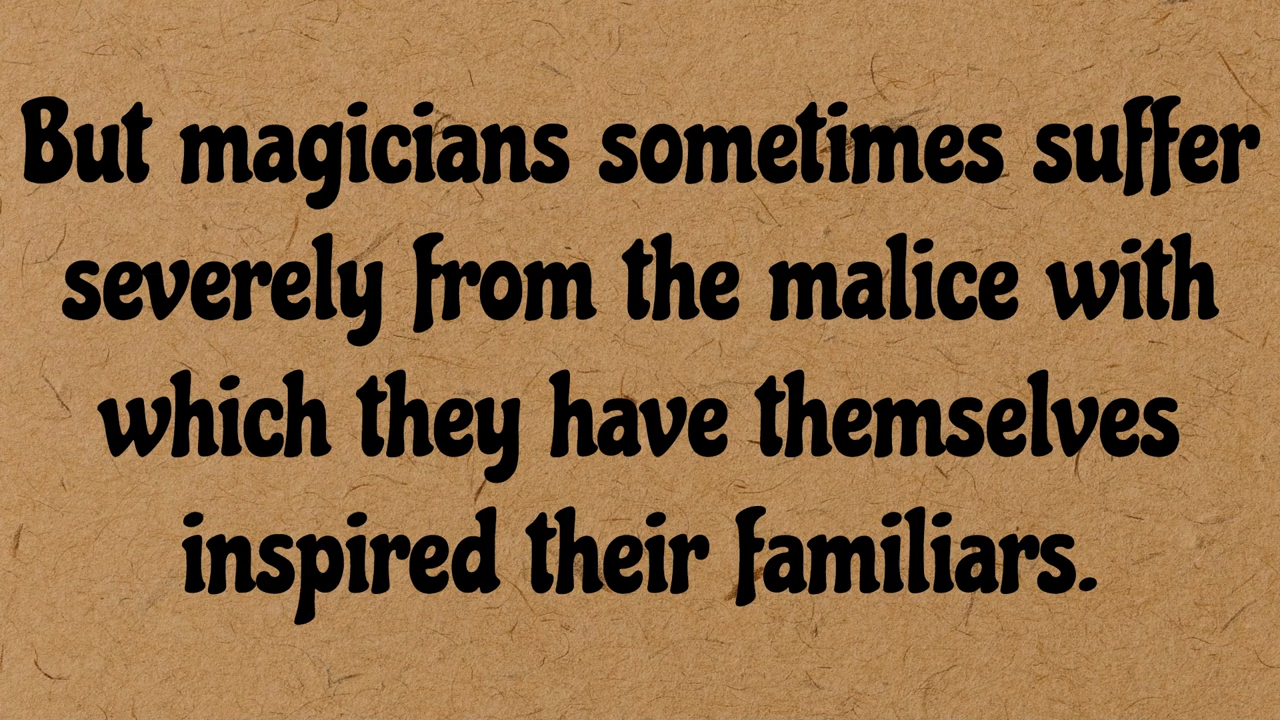 But magicians sometimes suffer
severely from the malice with
which they have themselves
inspired their familiars.